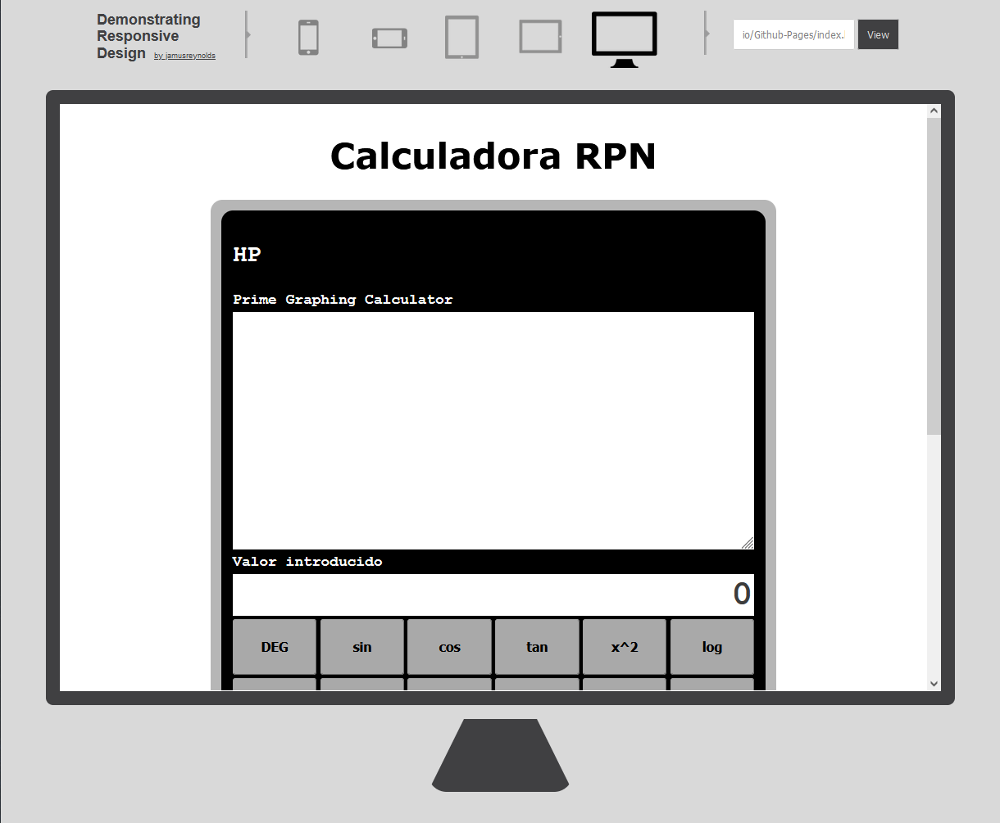 Demonstrating
Responsive
Design by jamusreynolds
io/Github-Pages/index.
View
Calculadora RPN
HP
Prime Graphing Calculator
Valor introducido
0
DEG sin cos tan x^2 log